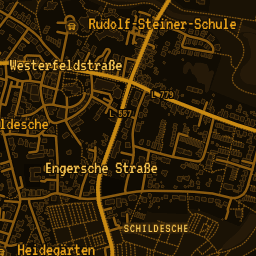 Rudolf-Steiner-Schule
Westerfeldstraße
L 779
L 557
ldesche
Engersche Straße
SCHILDESCHE
Heidegärten